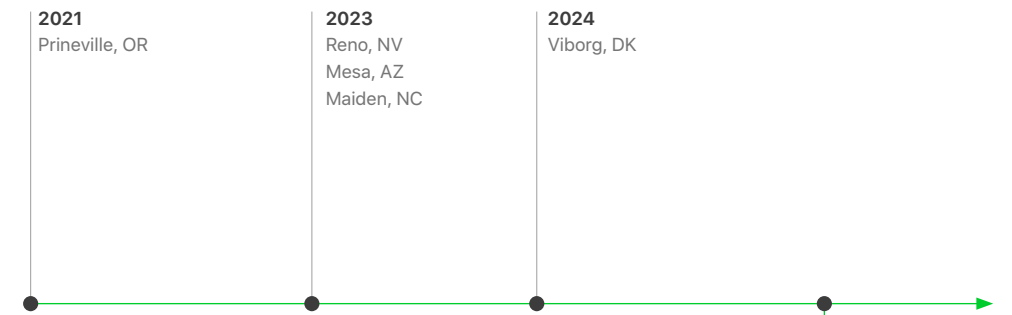 2021
Prineville, OR
2023
Reno, NV
Mesa, AZ
Maiden, NC
2024
Viborg, DK